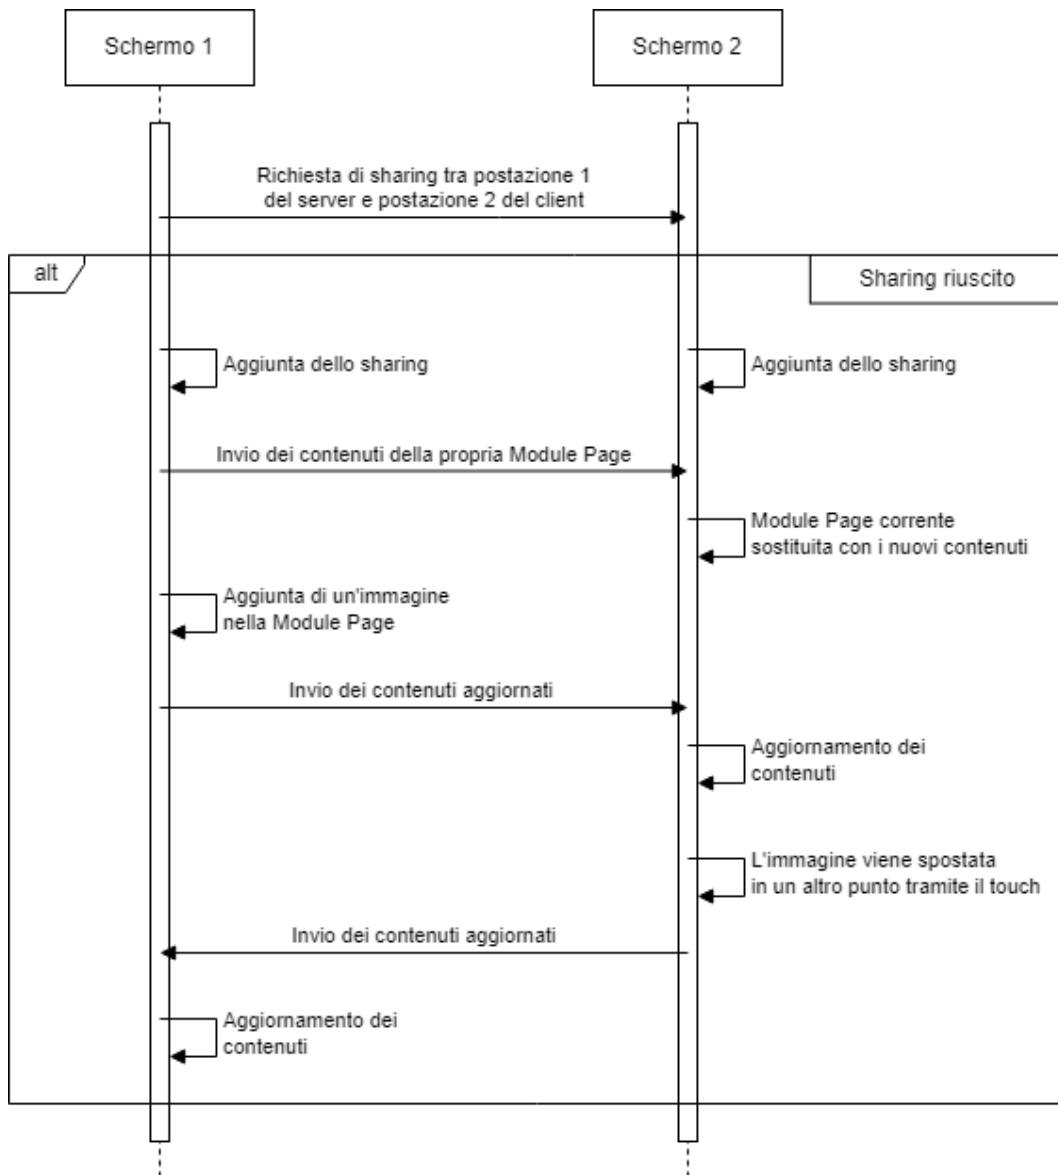 Schermo 1
Schermo 2
Richiesta di sharing tra postazione 1
del server e postazione 2 del client
alt
Sharing riuscito
Aggiunta dello sharing
Aggiunta dello sharing
Invio dei contenuti della propria Module Page
Module Page corrente
sostituita con i nuovi contenuti
Aggiunta di un'immagine
nella Module Page
Invio dei contenuti aggiornati
Aggiornamento dei
contenuti
L'immagine viene spostata
in un altro punto tramite il touch
Invio dei contenuti aggiornati
Aggiornamento dei
contenuti